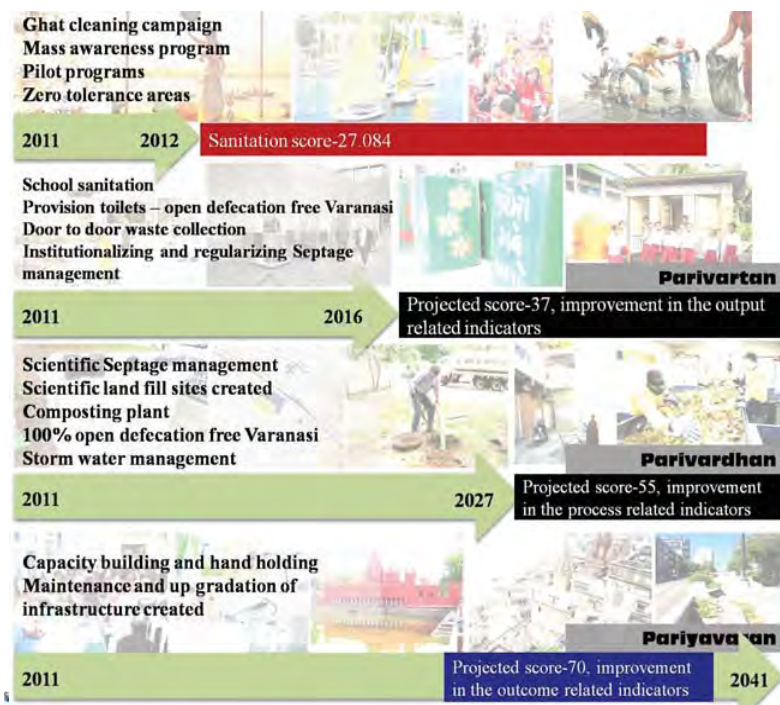 Ghat cleaning campaign
Mass awareness program
Pilot programs
Zero tolerance areas
2011 2012 Sanitation score-27.084
School sanitation
Provision toilets – open defecation free Varanasi
Door to door waste collection
Institutionalizing and regularizing Septage
management
Parivartan
2011 2016 Projected score-37, improvement in the output
related indicators
Scientific Septage management
Scientific land fill sites created
Composting plant
100% open defecation free Varanasi
Storm water management
Parivardhan
2011 2027 Projected score-55, improvement
in the process related indicators
Capacity building and hand holding
Maintenance and up gradation of
infrastructure created
Pariyavaran
2011 Projected score-70, improvement 2041
in the outcome related indicators